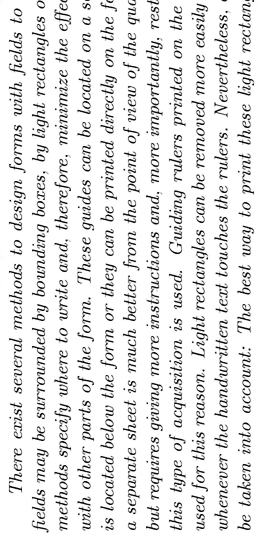 There exist several methods to design forms with fields to
fields may be surrounded by bounding boxes, by light rectangles o
methods specify where to write and, therefore, minimize the effec
with other parts of the form. These guides can be located on a s
is located below the form or they can be printed directly on the fo
a separate sheet is much better from the point of view of the qua
but requires giving more instructions and, more importantly, rest
this type of acquisition is used. Guiding rulers printed on the
used for this reason. Light rectangles can be removed more easily
whenever the handwritten text touches the rulers. Nevertheless,
be taken into account: The best way to print these light rectang